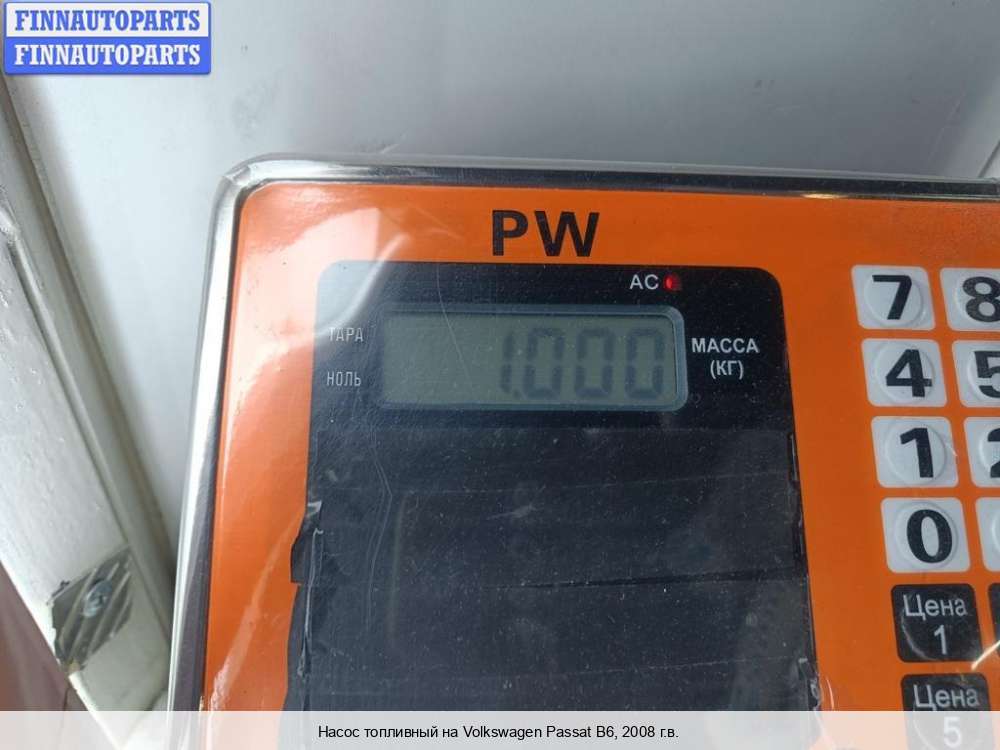 FINNAUTOPARTS
FINNAUTOPARTS
PW
AC
ТАРА
НОЛЬ
1.000
МАССА
(КГ)
7 8
4 5
1 2
0
Цена
1
Цена
5
Насос топливный на Volkswagen Passat B6, 2008 г.в.